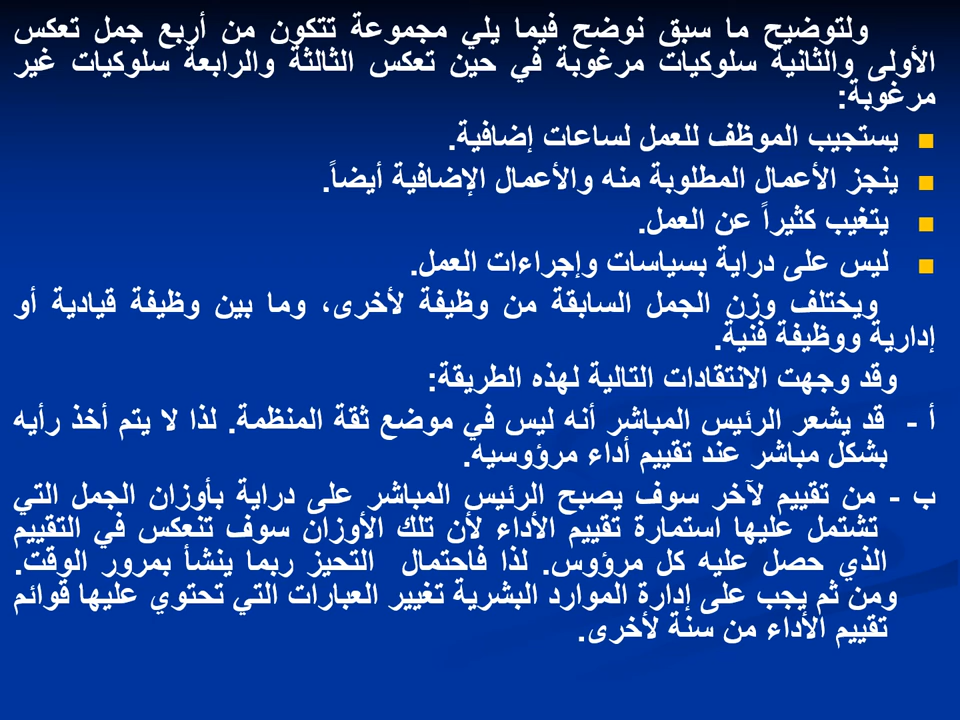 ولتوضيح ما سبق نوضح فيما يلي مجموعة تتكون من أربع جمل تعكس
الأولى والثانية سلوكيات مرغوبة في حين تعكس الثالثة والرابعة سلوكيات غير
مرغوبة:
■ يستجيب الموظف للعمل لساعات إضافية.
■ ينجز الأعمال المطلوبة منه والأعمال الإضافية أيضاً.
■ يتغيب كثيراً عن العمل.
■ ليس على دراية بسياسات وإجراءات العمل.
ويختلف وزن الجمل السابقة من وظيفة لأخرى، وما بين وظيفة قيادية أو
إدارية ووظيفة فنية.
وقد وجهت الانتقادات التالية لهذه الطريقة:
أ - قد يشعر الرئيس المباشر أنه ليس في موضع ثقة المنظمة. لذا لا يتم أخذ رأيه
بشكل مباشر عند تقييم أداء مرؤوسيه.
ب - من تقييم لآخر سوف يصبح الرئيس المباشر على دراية بأوزان الجمل التي
تشتمل عليها استمارة تقييم الأداء لأن تلك الأوزان سوف تنعكس في التقييم
الذي حصل عليه كل مرؤوس. لذا فاحتمال التحيز ربما ينشأ بمرور الوقت.
ومن ثم يجب على إدارة الموارد البشرية تغيير العبارات التي تحتوي عليها قوائم
تقييم الأداء من سنة لأخرى.